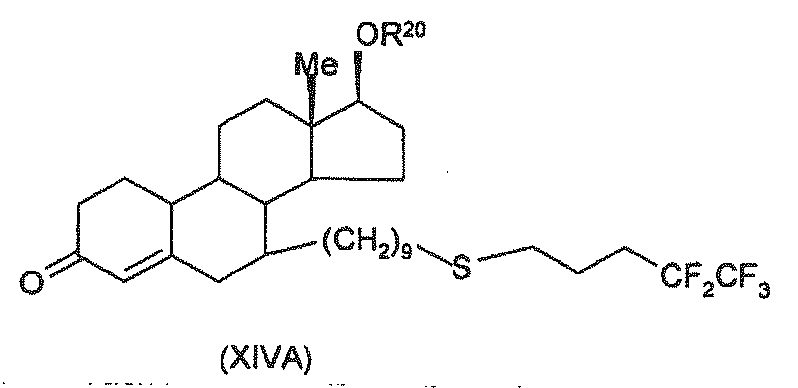 OR20
Me
(CH2)9
S
CF2CF3
O
(XIVA)